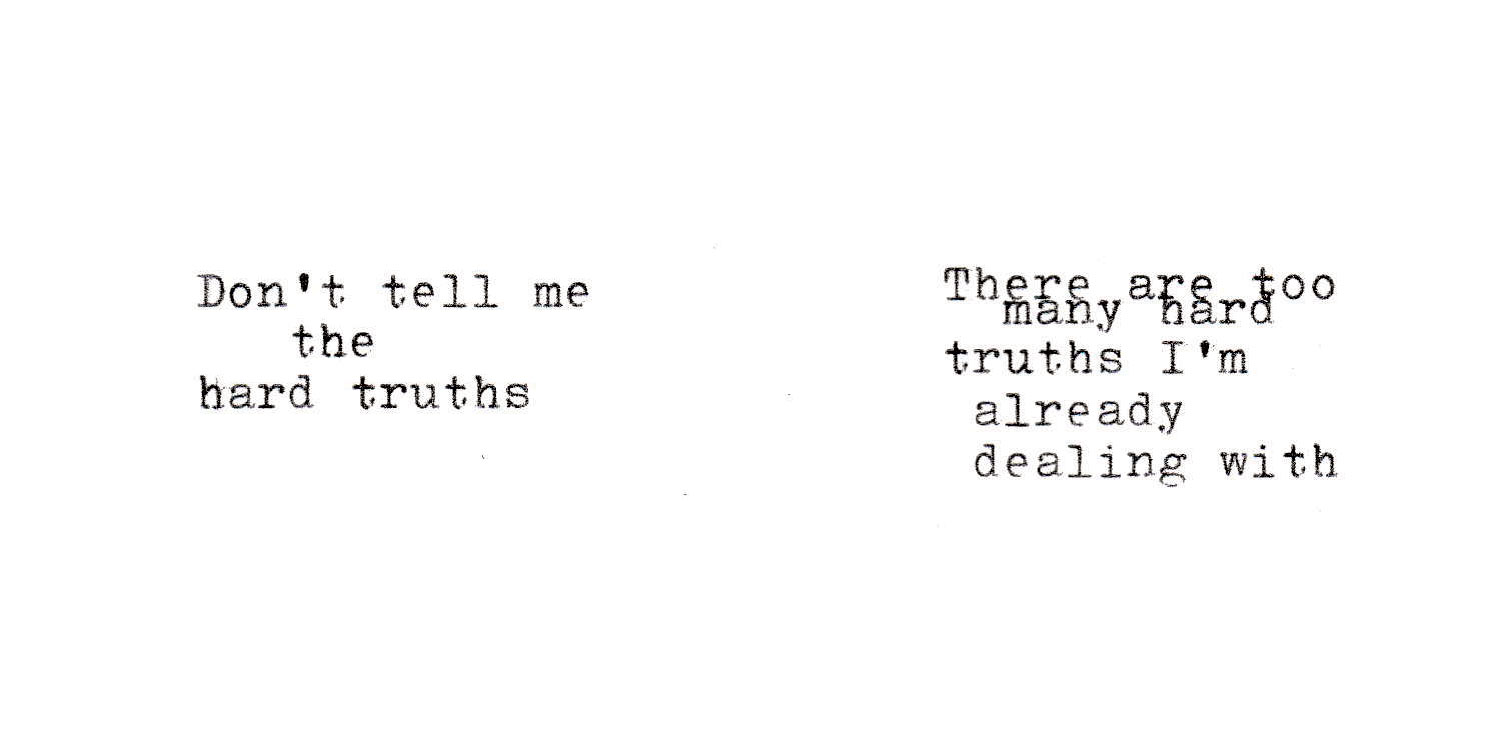 Don't tell me
the
hard truths
There are too
many hard
truths I'm
already
dealing with